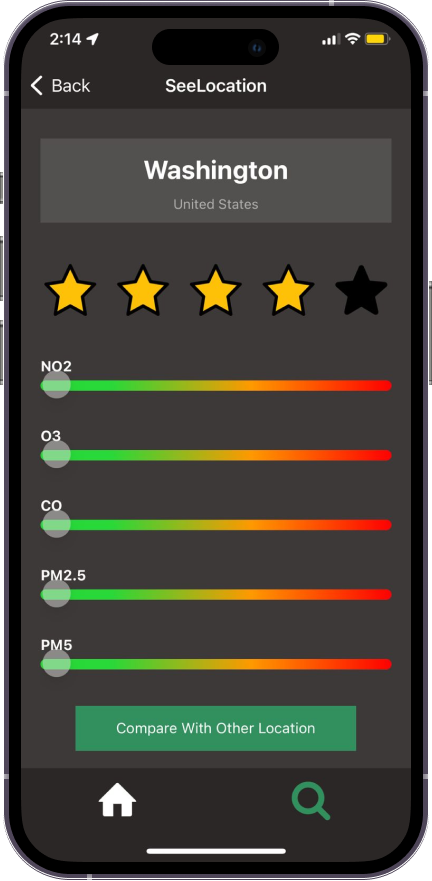 2:14
Back
SeeLocation
Washington
United States
NO2
O3
CO
PM2.5
PM5
Compare With Other Location